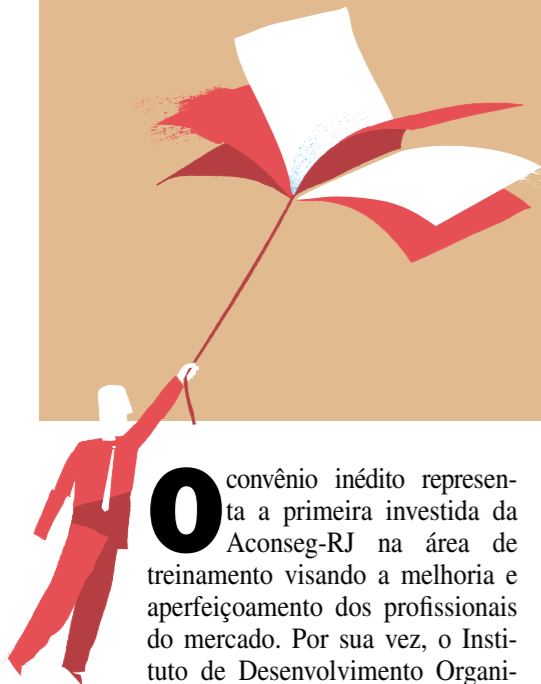 O convênio inédito represen-
ta a primeira investida da
Aconseg-RJ na área de
treinamento visando a melhoria e
aperfeiçoamento dos profissionais
do mercado. Por sua vez, o Insti-
tuto de Desenvolvimento Organi-